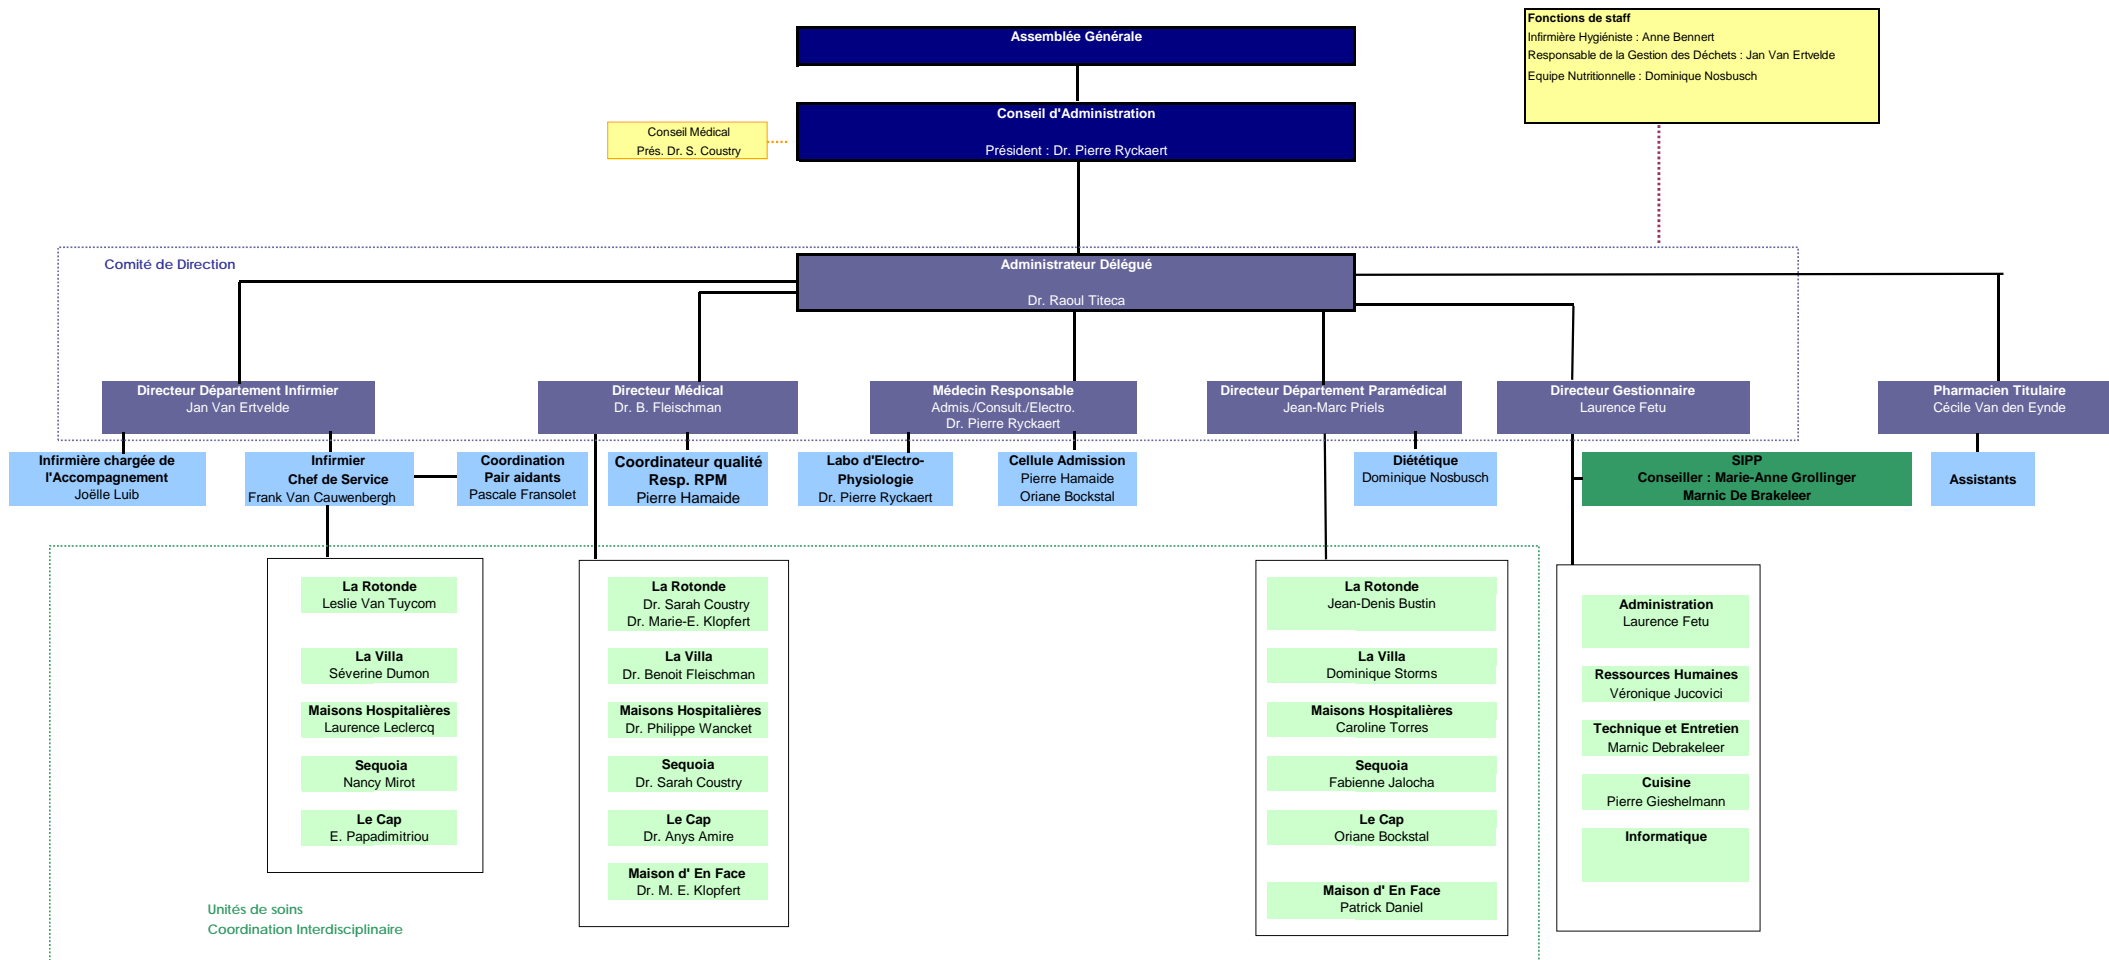 Assemblée Générale
Fonctions de staff
Infirmière Hygiéniste : Anne Bennert
Responsable de la Gestion des Déchets : Jan Van Ertvelde
Equipe Nutritionnelle : Dominique Nosbusch
Conseil d'Administration
Président : Dr. Pierre Ryckaert
Conseil Médical
Prés. Dr. S. Coustry
Comité de Direction
Administrateur Délégué
Dr. Raoul Titeca
Directeur Département Infirmier
Jan Van Ertvelde
Directeur Médical
Dr. B. Fleischman
Médecin Responsable
Admis./Consult./Electro.
Dr. Pierre Ryckaert
Directeur Département Paramédical
Jean-Marc Priels
Directeur Gestionnaire
Laurence Fetu
Pharmacien Titulaire
Cécile Van den Eynde
Infirmière chargée de
l'Accompagnement
Joëlle Luib
Infirmier
Chef de Service
Frank Van Cauwenbergh
Coordination
Pair aidants
Pascale Fransolet
Coordinateur qualité
Resp. RPM
Pierre Hamaide
Labo d'Electro-
Physiologie
Dr. Pierre Ryckaert
Cellule Admission
Pierre Hamaide
Oriane Bockstal
Diététique
Dominique Nosbusch
SIPP
Conseiller : Marie-Anne Grollinger
Marnic De Brakeleer
Assistants
La Rotonde
Leslie Van Tuycom
La Villa
Séverine Dumon
Maisons Hospitalières
Laurence Leclercq
Sequoia
Nancy Mirot
Le Cap
E. Papadimitriou
La Rotonde
Dr. Sarah Coustry
Dr. Marie-E. Klopfert
La Villa
Dr. Benoit Fleischman
Maisons Hospitalières
Dr. Philippe Wancket
Sequoia
Dr. Sarah Coustry
Le Cap
Dr. Anys Amire
Maison d' En Face
Dr. M. E. Klopfert
La Rotonde
Jean-Denis Bustin
La Villa
Dominique Storms
Maisons Hospitalières
Caroline Torres
Sequoia
Fabienne Jalocha
Le Cap
Oriane Bockstal
Maison d' En Face
Patrick Daniel
Administration
Laurence Fetu
Ressources Humaines
Véronique Jucovici
Technique et Entretien
Marnic Debrakeleer
Cuisine
Pierre Gieshelmann
Informatique
Unités de soins
Coordination Interdisciplinaire